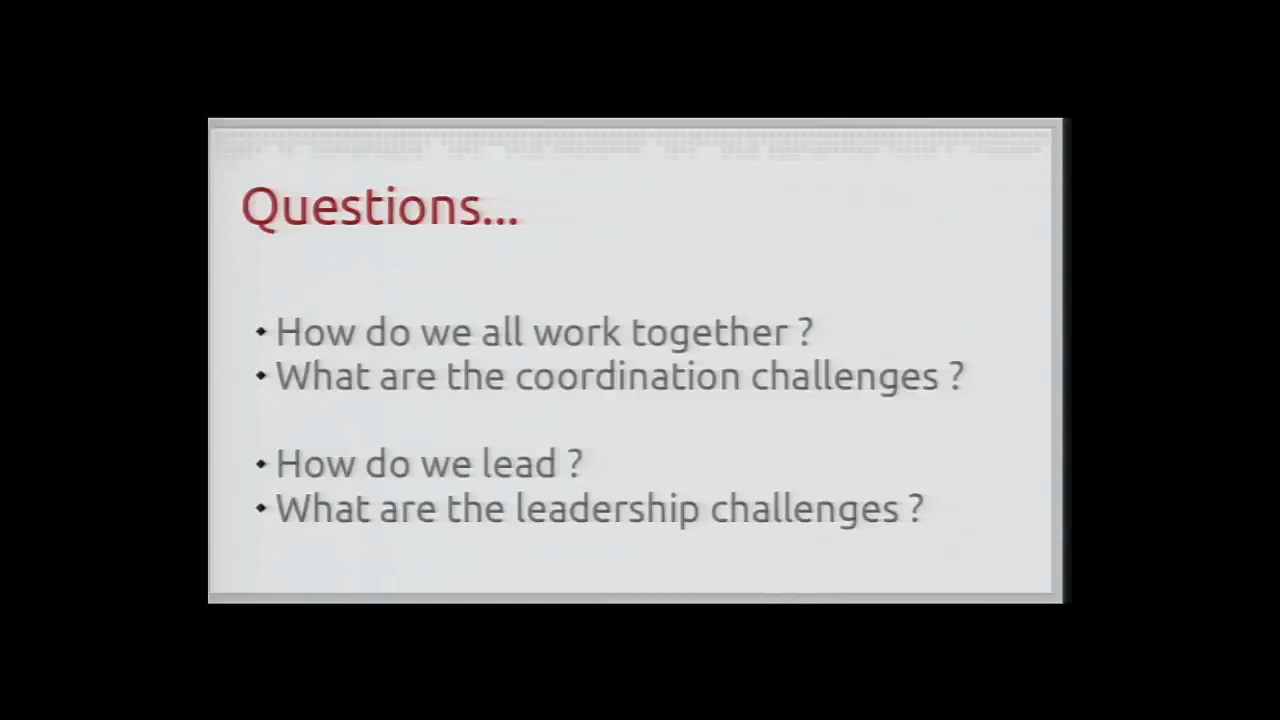 Questions...
• How do we all work together ?
• What are the coordination challenges ?
• How do we lead ?
• What are the leadership challenges ?